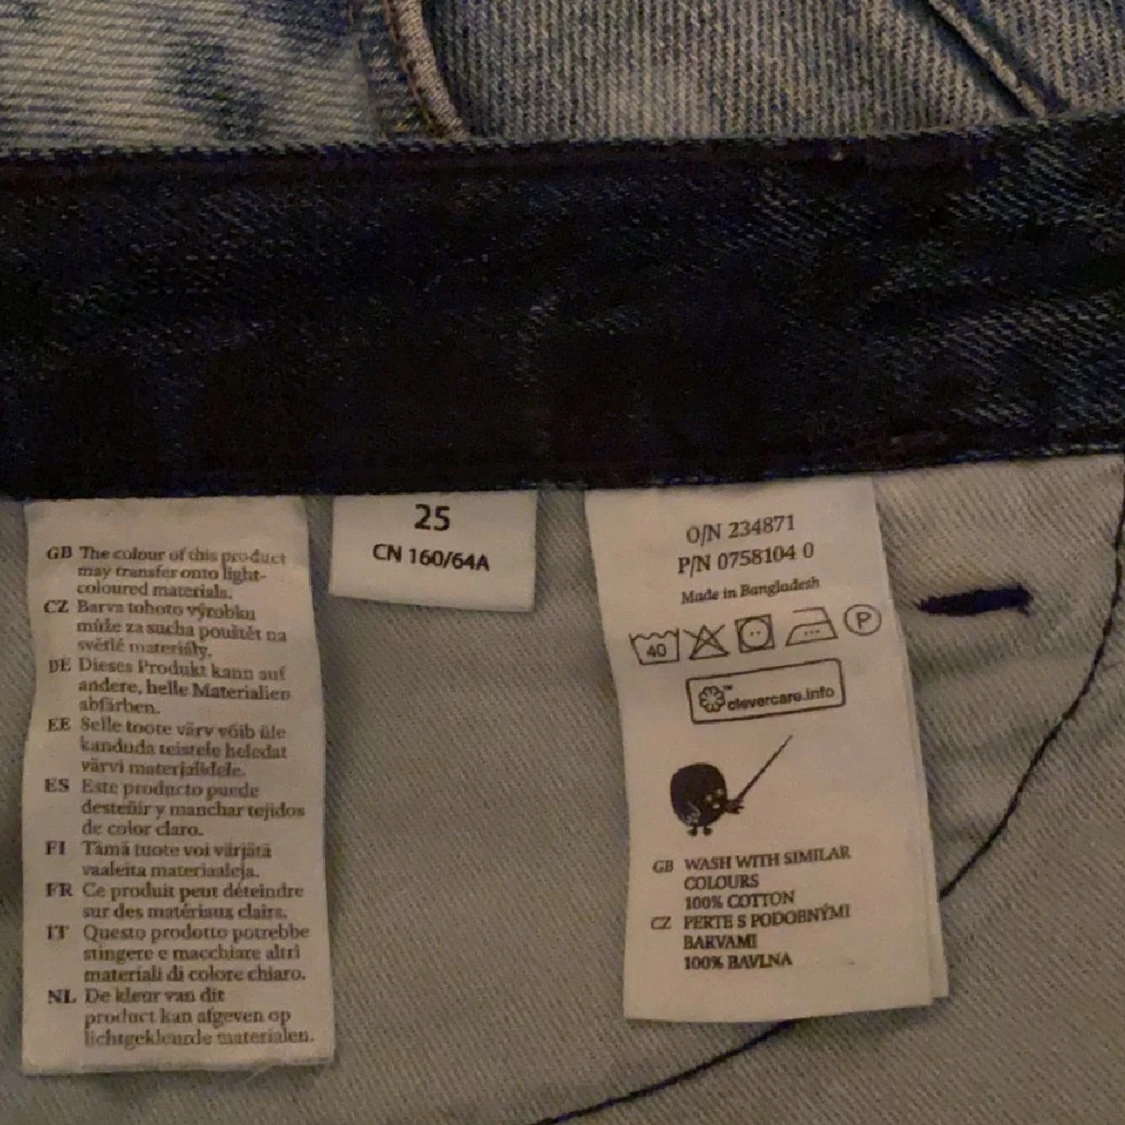 GB The colour of this product
may transfer onto light-
coloured materials.
CZ Barva tohoto výrobku
může za sucha pouštět na
světlé materiály.
DE Dieses Produkt kann auf
andere, helle Materialien
abfärben.
EE Selle toote värv võib üle
kanduda teistele heledat
värvi materjalidele.
ES Este producto puede
desteñir y manchar tejidos
de color claro.
FI Tämä tuote voi värjätä
vaaleita materiaaleja.
FR Ce produit peut déteindre
sur des matériaux clairs.
IT Questo prodotto potrebbe
stingere e macchiare altri
materiali di colore chiaro.
NL De kleur van dit
product kan afgeven op
lichtgekleurde materialen.
25
CN 160/64A
O/N 234871
P/N 0758104 0
Made in Bangladesh
40 P
™ clevercare.info
GB WASH WITH SIMILAR
COLOURS
100% COTTON
CZ PERTE S PODOBNÝMI
BARVAMI
100% BAVLNA